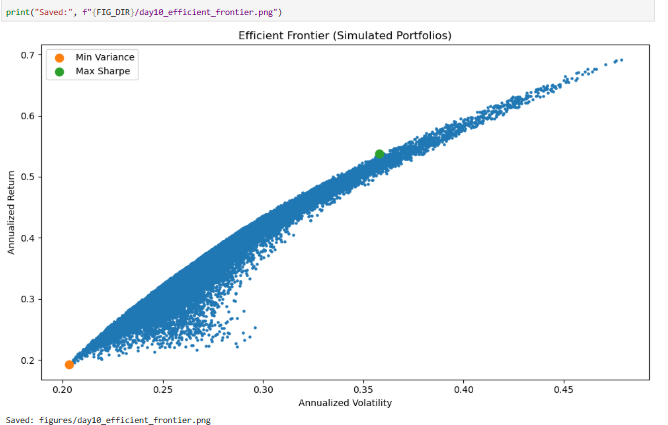 print("Saved:", f"{FIG_DIR}/day10_efficient_frontier.png")
Efficient Frontier (Simulated Portfolios)
Min Variance
Max Sharpe
Annualized Return
0.7
0.6
0.5
0.4
0.3
0.2
0.20 0.25 0.30 0.35 0.40 0.45
Annualized Volatility
Saved: figures/day10_efficient_frontier.png